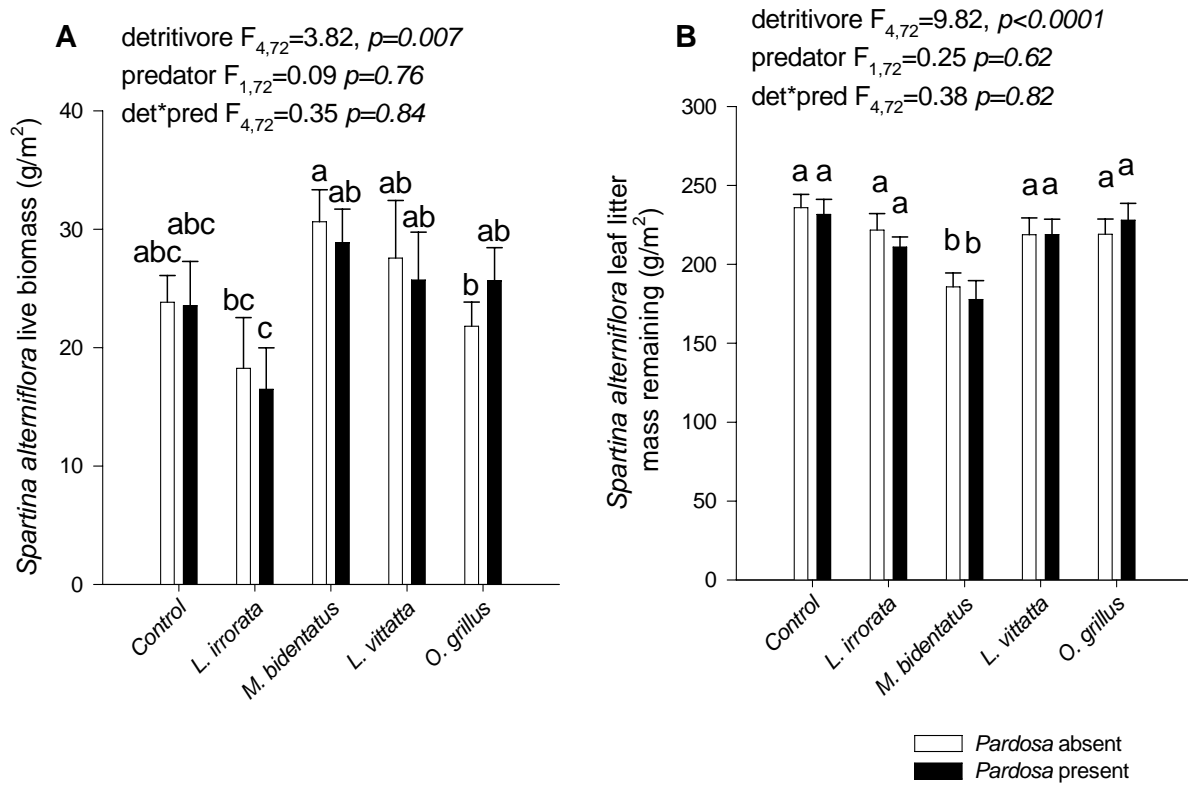 A
detritivore F4,72=3.82, p=0.007
predator F1,72=0.09 p=0.76
det*pred F4,72=0.35 p=0.84
Spartina alterniflora live biomass (g/m2)
40
30
20
10
0
abc
abc
bc
c
a
ab
ab
ab
b
ab
Control
L. irrorata
M. bidentatus
L. vittatta
O. grillus
B
detritivore F4,72=9.82, p<0.0001
predator F1,72=0.25 p=0.62
det*pred F4,72=0.38 p=0.82
Spartina alterniflora leaf litter
mass remaining (g/m2)
300
250
200
150
100
50
0
a a
a
a
b b
a a
a
a
Control
L. irrorata
M. bidentatus
L. vittatta
O. grillus
Pardosa absent
Pardosa present